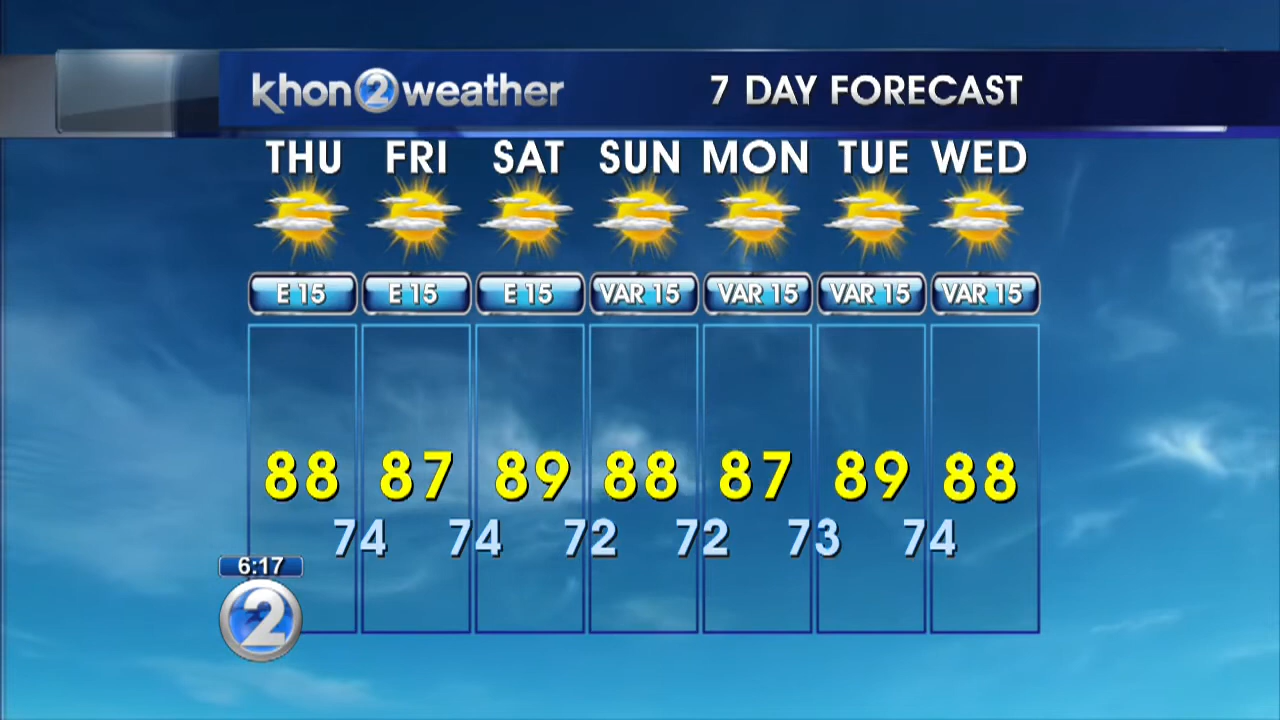 khon2weather 7 DAY FORECAST
THU FRI SAT SUN MON TUE WED
E 15 E 15 E 15 VAR 15 VAR 15 VAR 15 VAR 15
88 87 89 88 87 89 88
74 74 72 72 73 74
6:17
2